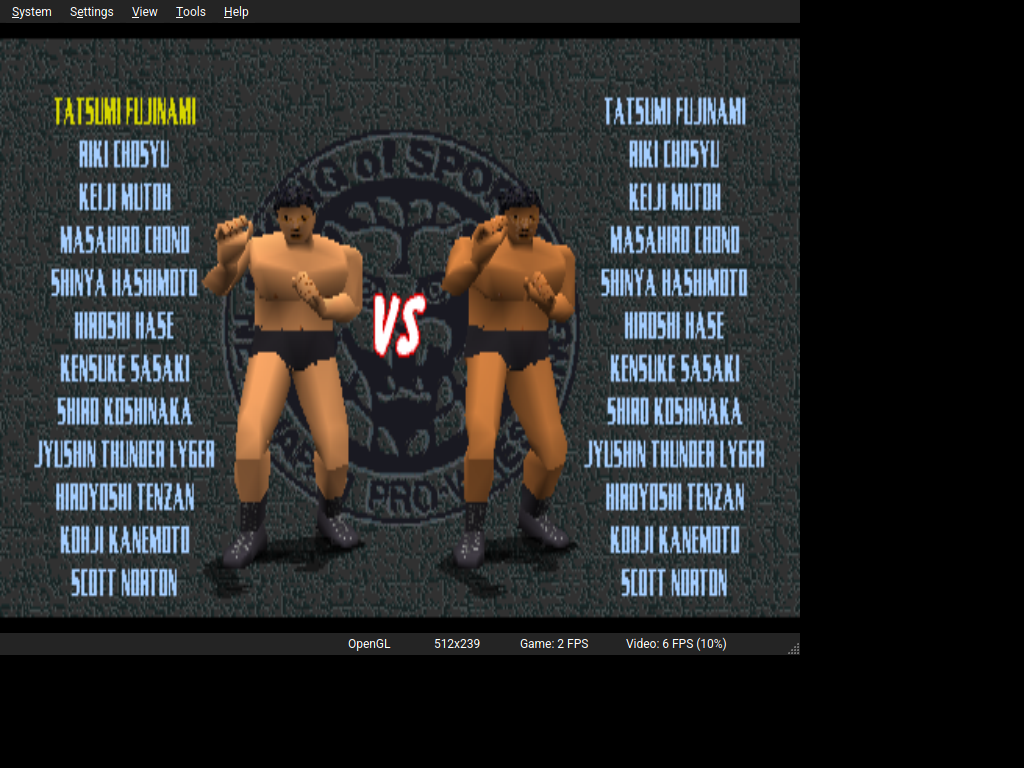 System Settings View Tools Help
TATSUMI FUJINAMI
RIKI CHOSYU
KEIJI MUTOH
MASAHIRO CHONO
SHINYA HASHIMOTO
HIROSHI HASE
KENSUKE SASAKI
SHIRO KOSHINAKA
JYUSHIN THUNDER LYGER
HIROYOSHI TENZAN
KOHJI KANEMOTO
SCOTT NORTON
G of SPO
VS
PRO-W
TATSUMI FUJINAMI
RIKI CHOSYU
KEIJI MUTOH
MASAHIRO CHONO
SHINYA HASHIMOTO
HIROSHI HASE
KENSUKE SASAKI
SHIRO KOSHINAKA
JYUSHIN THUNDER LYGER
HIROYOSHI TENZAN
KOHJI KANEMOTO
SCOTT NORTON
OpenGL 512x239 Game: 2 FPS Video: 6 FPS (10%)